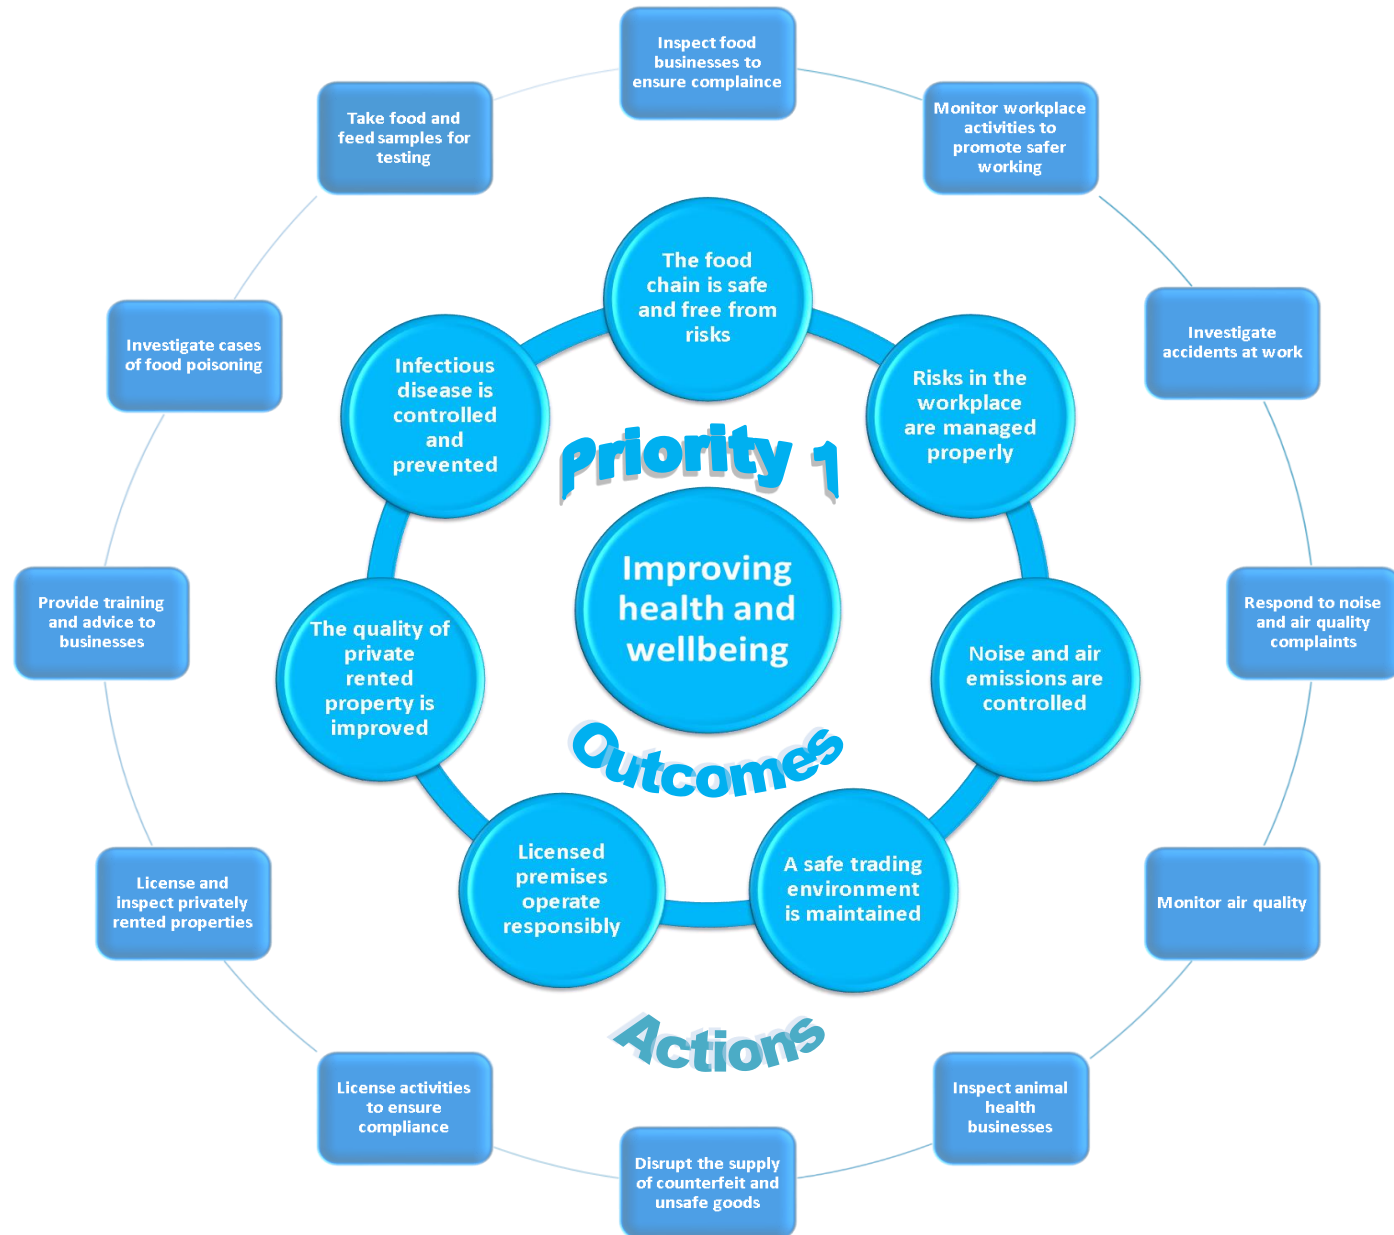 Inspect food
businesses to
ensure complaince
Monitor workplace
activities to
promote safer
working
Investigate
accidents at work
Respond to noise
and air quality
complaints
Monitor air quality
Inspect animal
health
businesses
Disrupt the supply
of counterfeit and
unsafe goods
License activities
to ensure
compliance
License and
inspect privately
rented properties
Provide training
and advice to
businesses
Investigate cases
of food poisoning
Take food and
feed samples for
testing
The food
chain is safe
and free from
risks
Risks in the
workplace
are managed
properly
Noise and air
emissions are
controlled
A safe trading
environment
is maintained
Licensed
premises
operate
responsibly
The quality of
private
rented
property is
improved
Infectious
disease is
controlled
and
prevented
Priority 1
Improving
health and
wellbeing
Outcomes
Actions